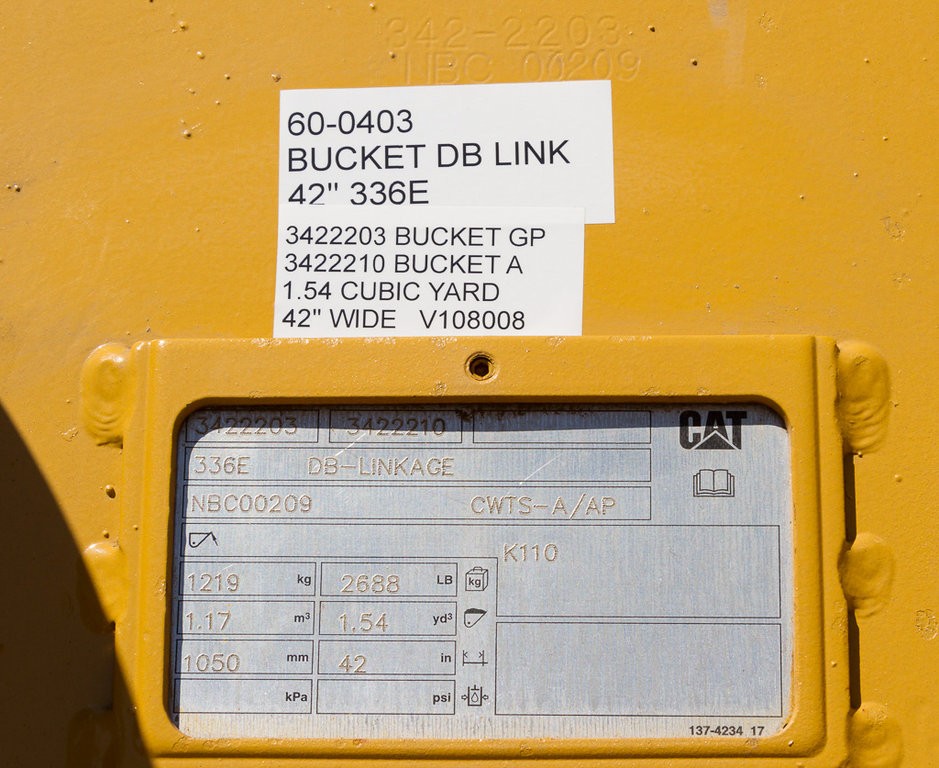 342-2203
NBC 00209
60-0403
BUCKET DB LINK
42" 336E
3422203 BUCKET GP
3422210 BUCKET A
1.54 CUBIC YARD
42" WIDE V108008
3422203 3422210 CAT
336E DB-LINKAGE
NBC00209 CWTS-A/AP
K110
1219 kg 2688 LB kg
1.17 m³ 1.54 yd³
1050 mm 42 in
kPa psi
137-4234 17